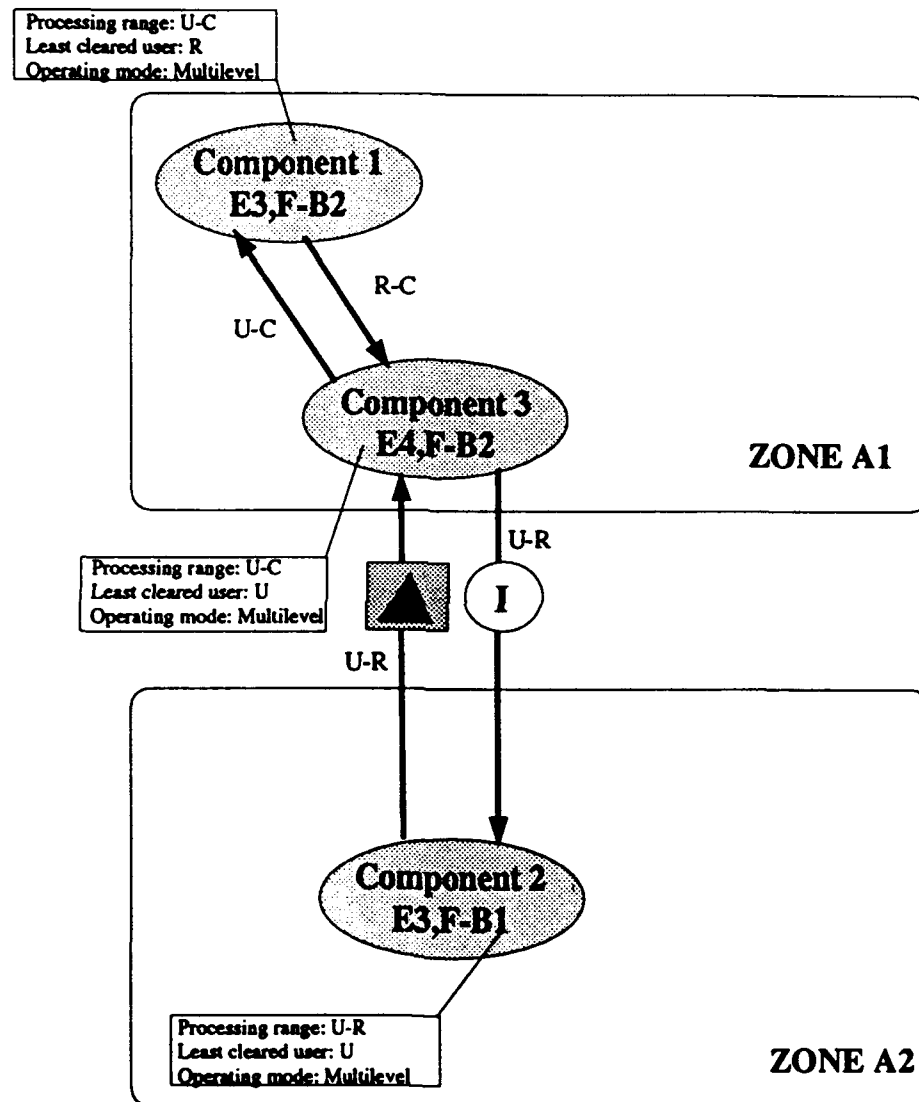 Processing range: U-C
Least cleared user: R
Operating mode: Multilevel
Component 1
E3,F-B2
R-C
U-C
Component 3
E4,F-B2
ZONE A1
U-R
Processing range: U-C
Least cleared user: U
Operating mode: Multilevel
I
U-R
Component 2
E3,F-B1
Processing range: U-R
Least cleared user: U
Operating mode: Multilevel
ZONE A2